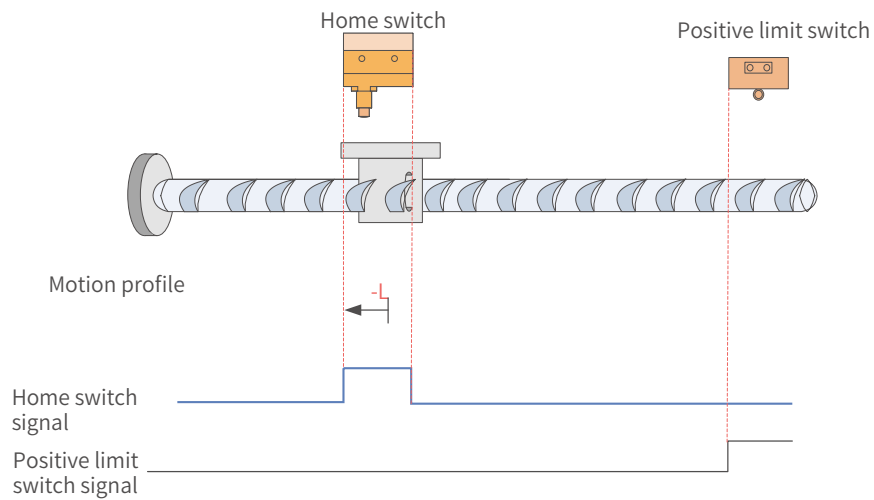 Home switch
Positive limit switch
Motion profile
-L
Home switch
signal
Positive limit
switch signal